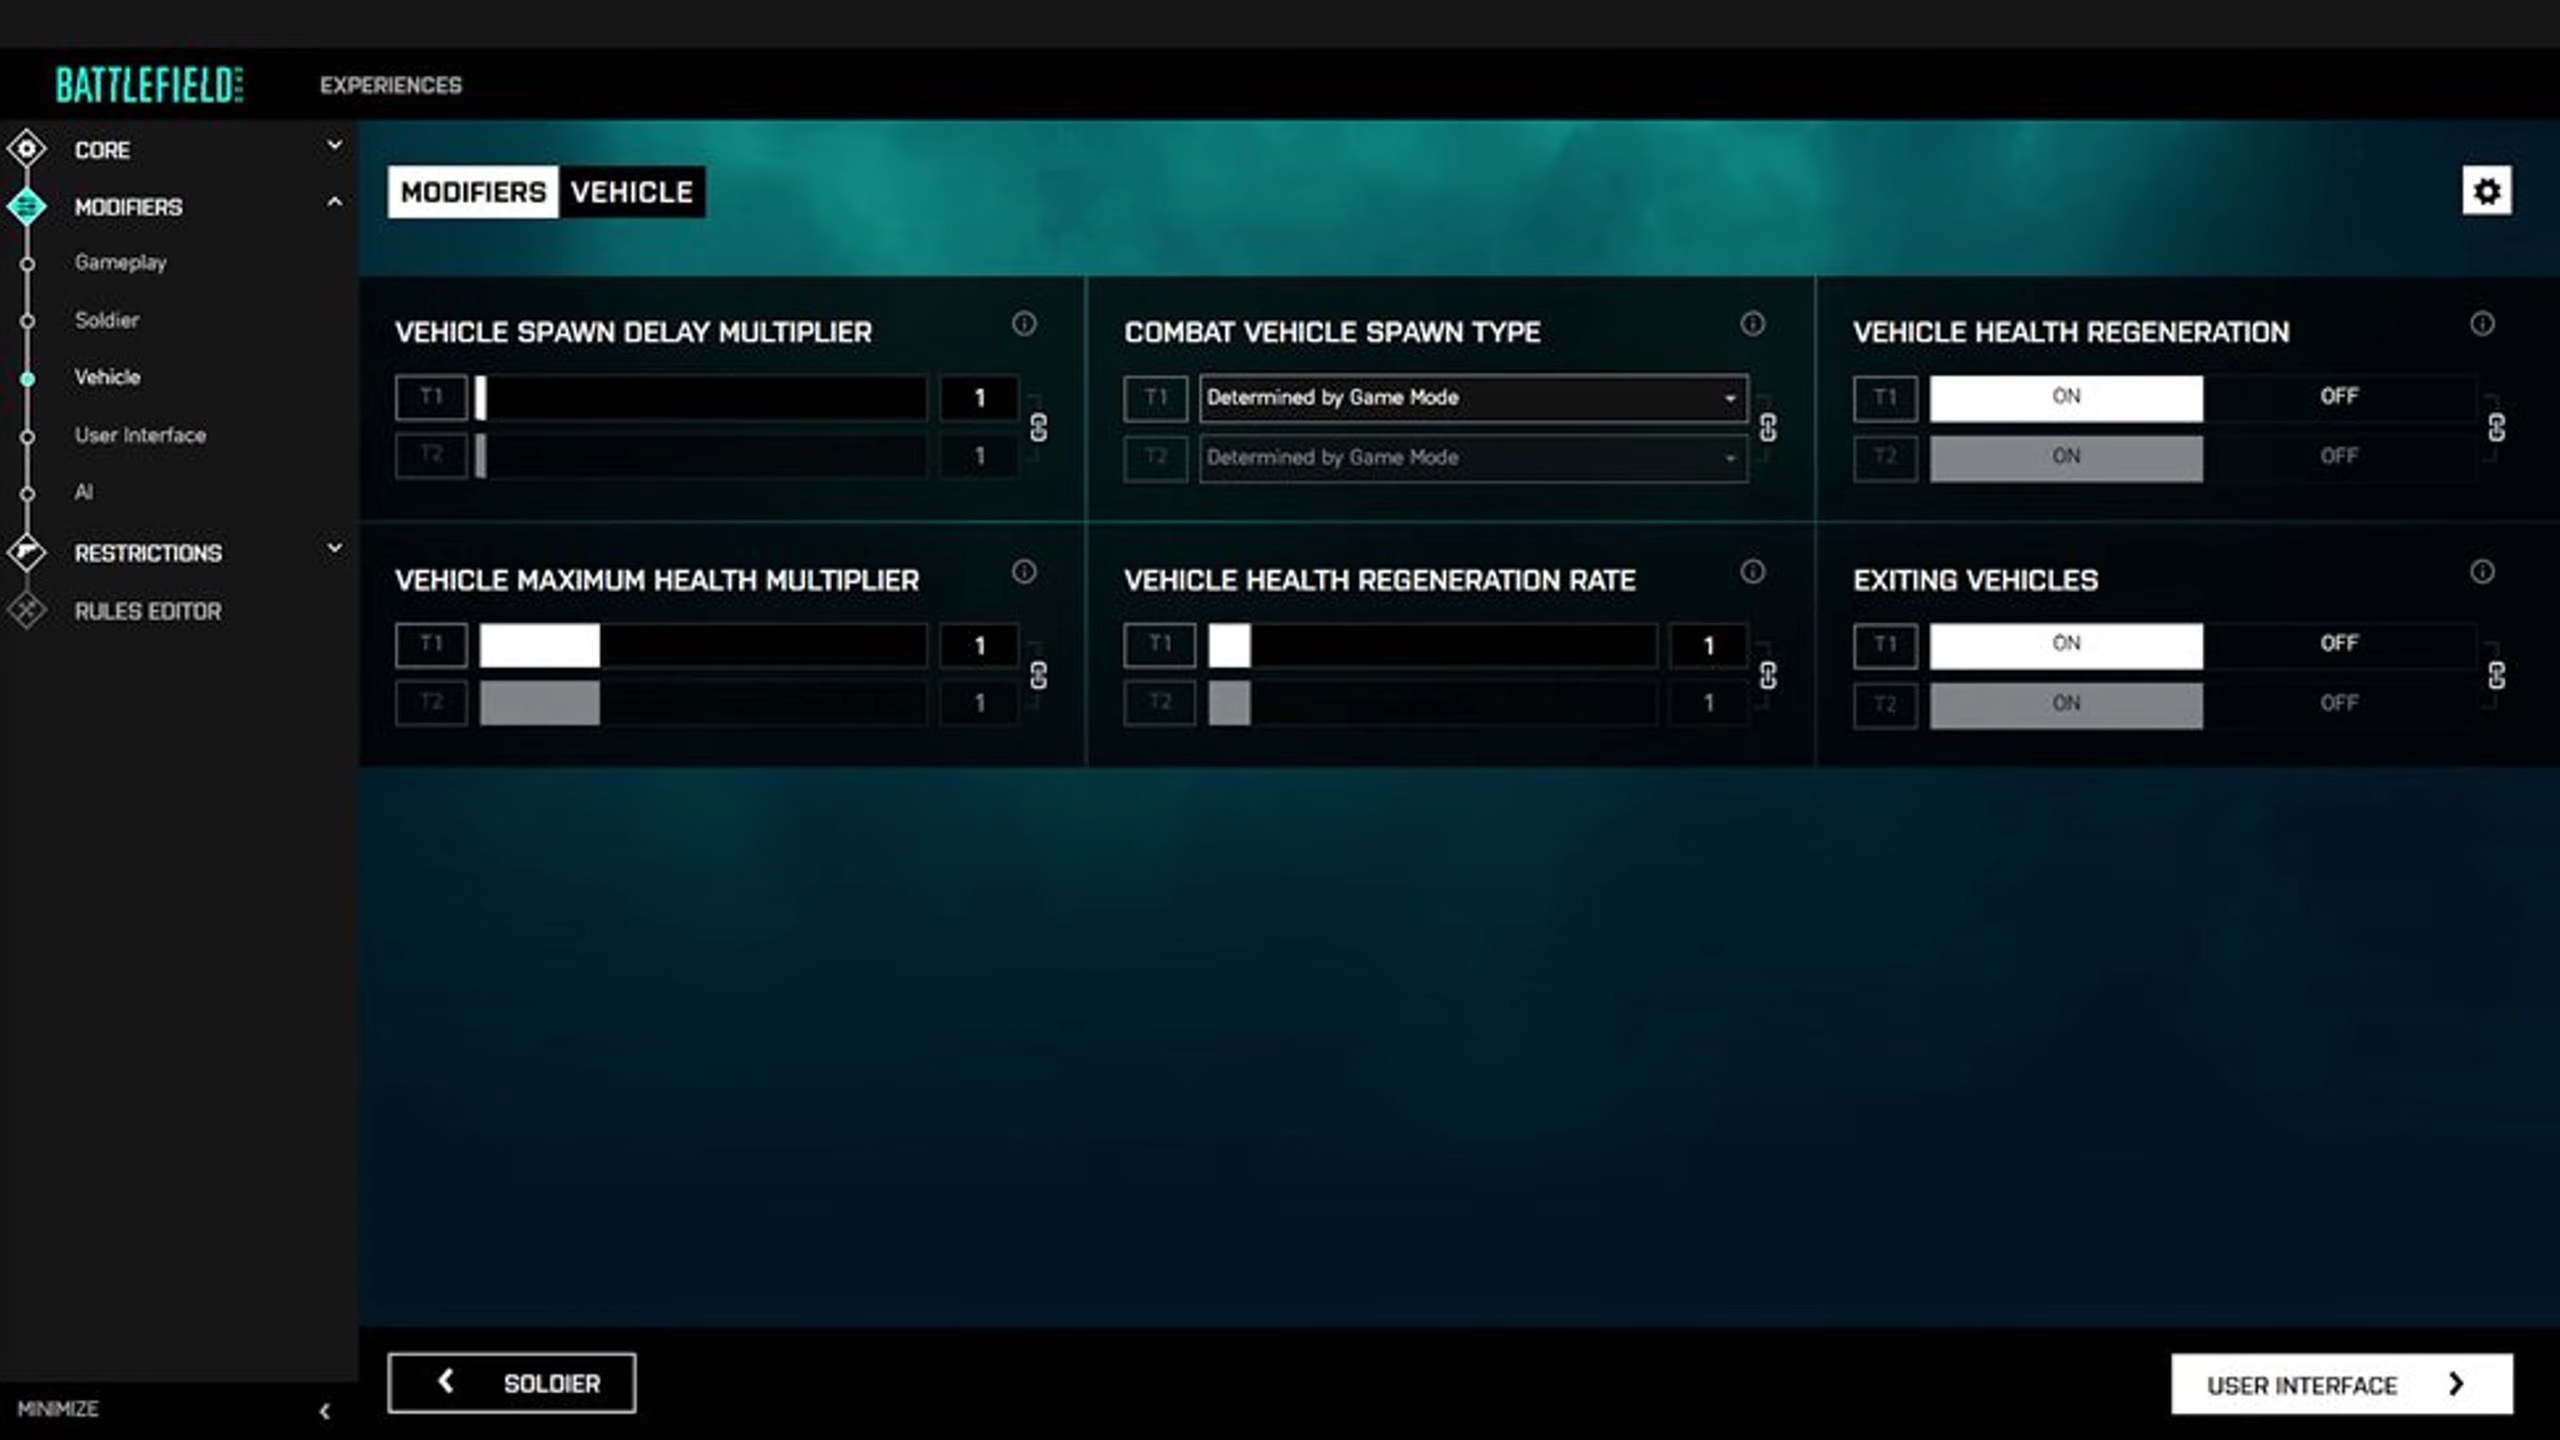 BATTLEFIELD
EXPERIENCES
CORE
MODIFIERS
Gameplay
Soldier
Vehicle
User Interface
AI
RESTRICTIONS
RULES EDITOR
MINIMIZE
MODIFIERS VEHICLE
VEHICLE SPAWN DELAY MULTIPLIER
T1 1
T2 1
COMBAT VEHICLE SPAWN TYPE
T1 Determined by Game Mode
T2 Determined by Game Mode
VEHICLE HEALTH REGENERATION
T1 ON OFF
T2 ON OFF
VEHICLE MAXIMUM HEALTH MULTIPLIER
T1 1
T2 1
VEHICLE HEALTH REGENERATION RATE
T1 1
T2 1
EXITING VEHICLES
T1 ON OFF
T2 ON OFF
SOLDIER
USER INTERFACE